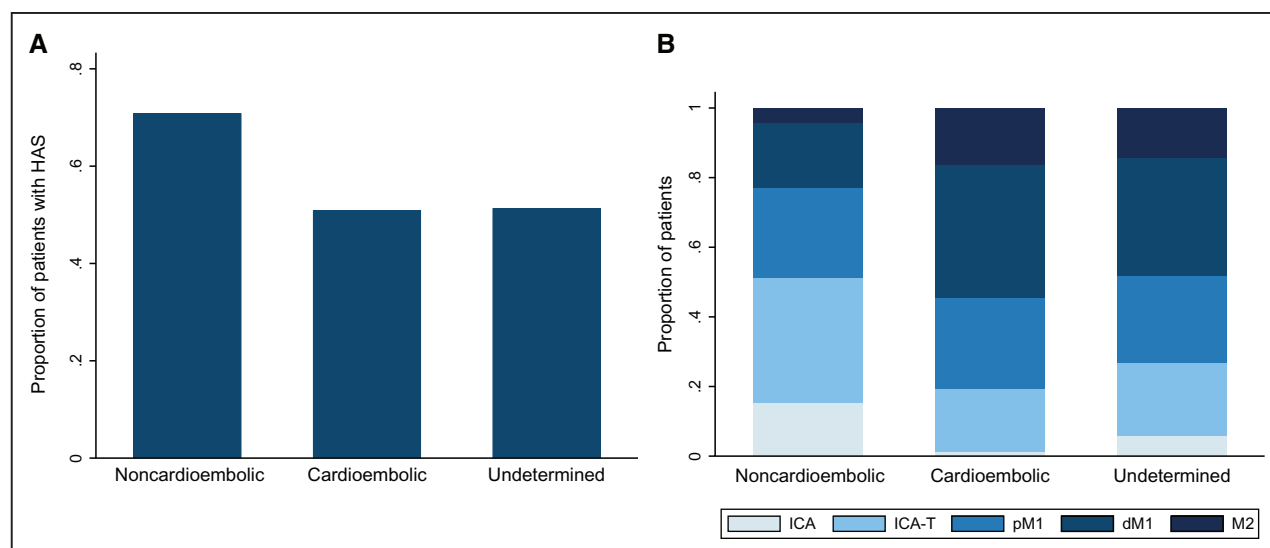 A
Proportion of patients with HAS
.8
.6
.4
.2
0
Noncardioembolic Cardioembolic Undetermined
B
Proportion of patients
1
.8
.6
.4
.2
0
Noncardioembolic Cardioembolic Undetermined
ICA ICA-T pM1 dM1 M2